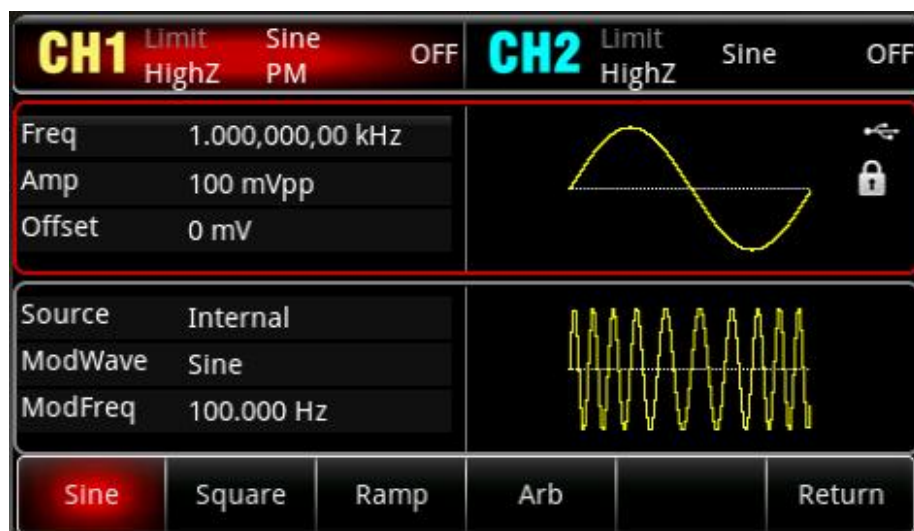 CH1 Limit Sine OFF CH2 Limit Sine OFF
HighZ PM HighZ
Freq 1.000,000,00 kHz
Amp 100 mVpp
Offset 0 mV
Source Internal
ModWave Sine
ModFreq 100.000 Hz
Sine Square Ramp Arb Return